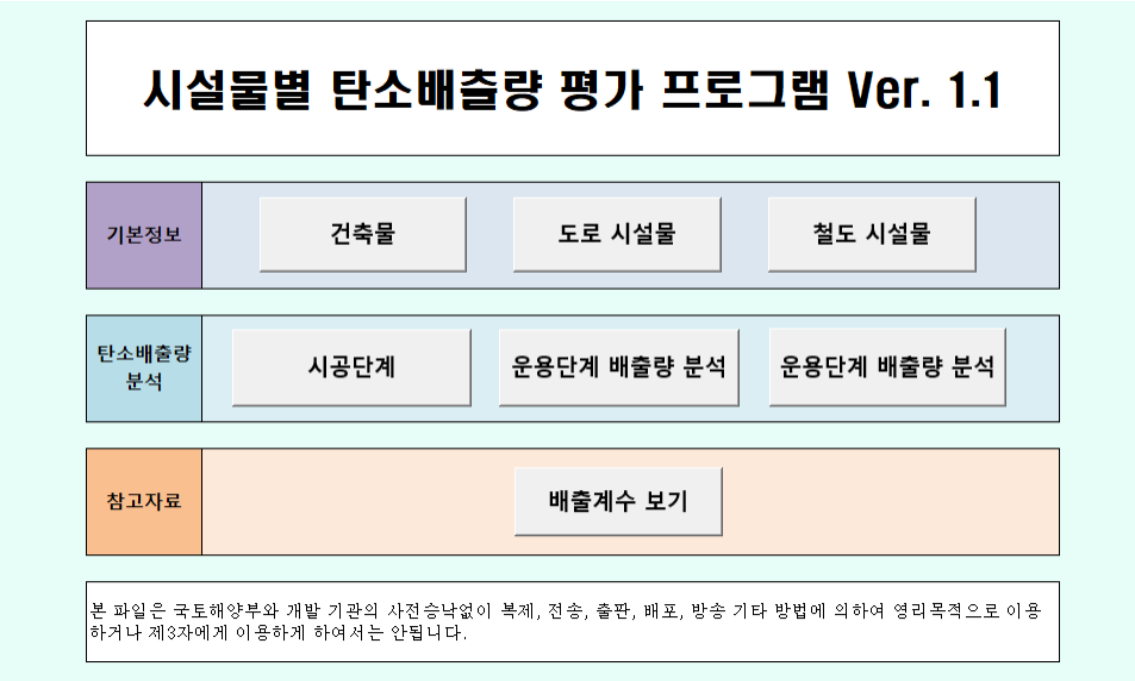 시설물별 탄소배출량 평가 프로그램 Ver. 1.1
기본정보
건축물
도로 시설물
철도 시설물
탄소배출량
분석
시공단계
운용단계 배출량 분석
운용단계 배출량 분석
참고자료
배출계수 보기
본 파일은 국토해양부와 개발 기관의 사전승낙없이 복제, 전송, 출판, 배포, 방송 기타 방법에 의하여 영리목적으로 이용
하거나 제3자에게 이용하게 하여서는 안됩니다.